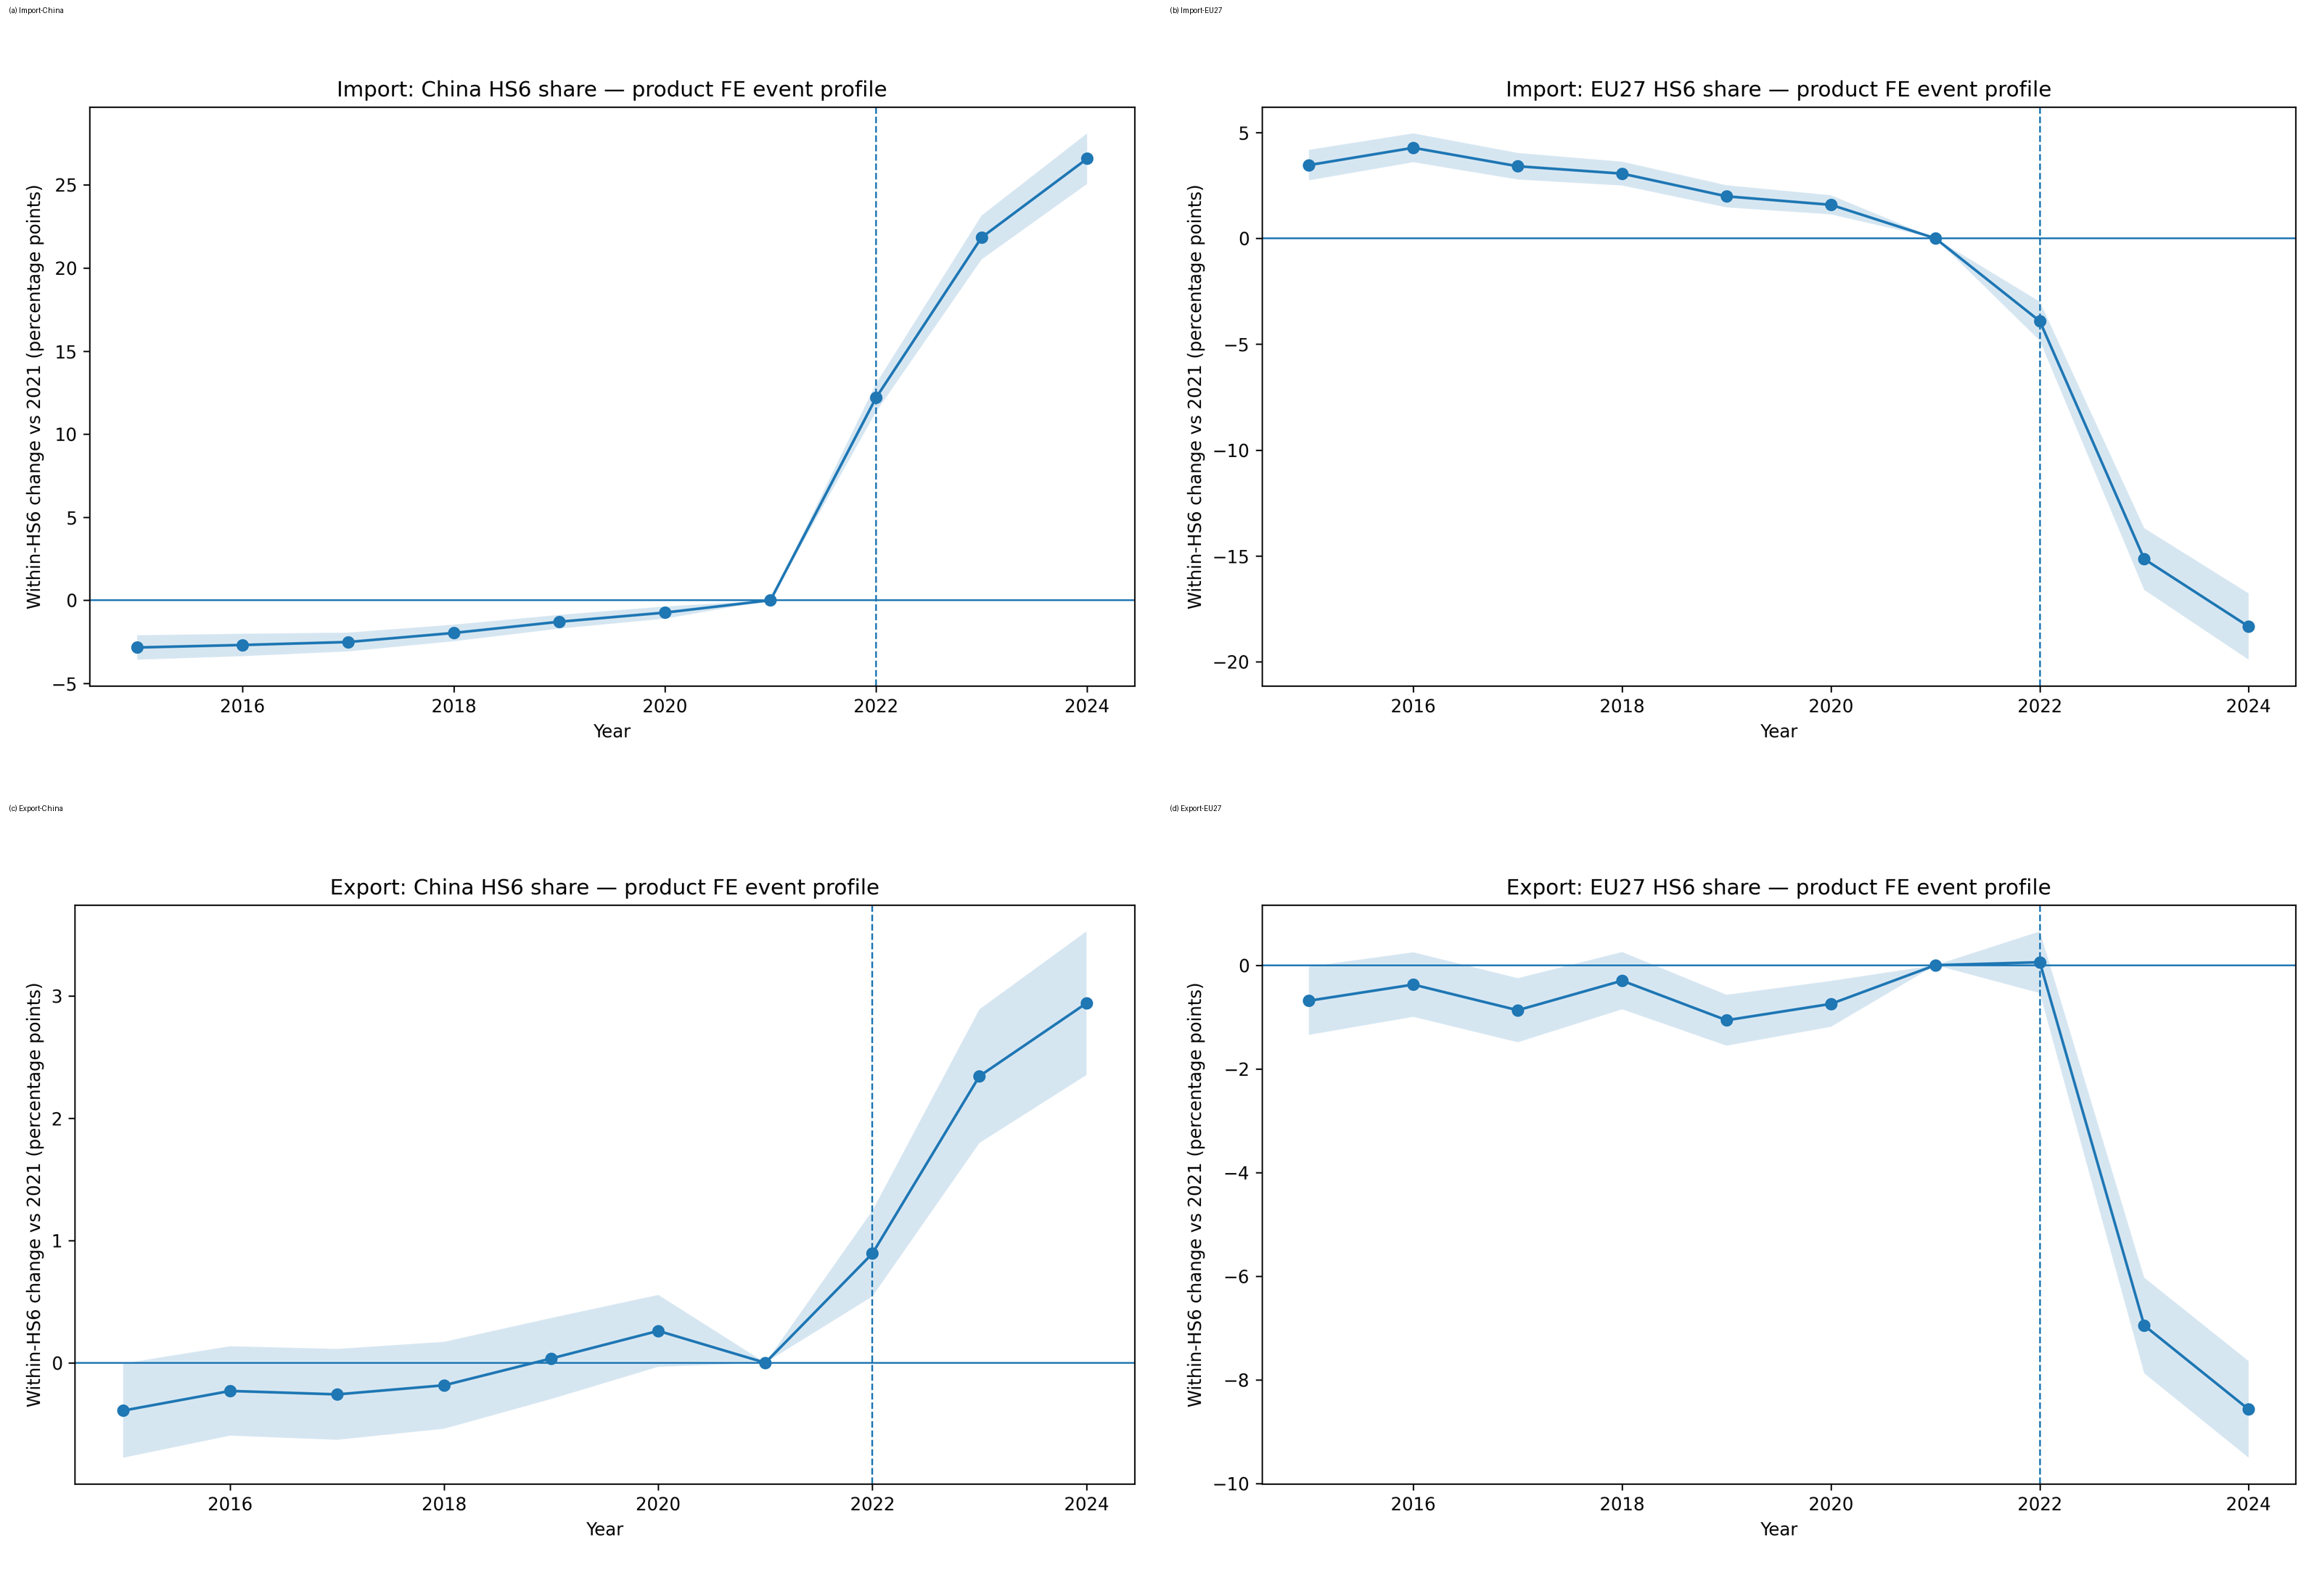 (a) Import-China
Import: China HS6 share — product FE event profile
Within-HS6 change vs 2021 (percentage points)
25
20
15
10
5
0
−5
2016
2018
2020
2022
2024
Year
(b) Import-EU27
Import: EU27 HS6 share — product FE event profile
Within-HS6 change vs 2021 (percentage points)
5
0
−5
−10
−15
−20
2016
2018
2020
2022
2024
Year
(c) Export-China
Export: China HS6 share — product FE event profile
Within-HS6 change vs 2021 (percentage points)
3
2
1
0
2016
2018
2020
2022
2024
Year
(d) Export-EU27
Export: EU27 HS6 share — product FE event profile
Within-HS6 change vs 2021 (percentage points)
0
−2
−4
−6
−8
−10
2016
2018
2020
2022
2024
Year